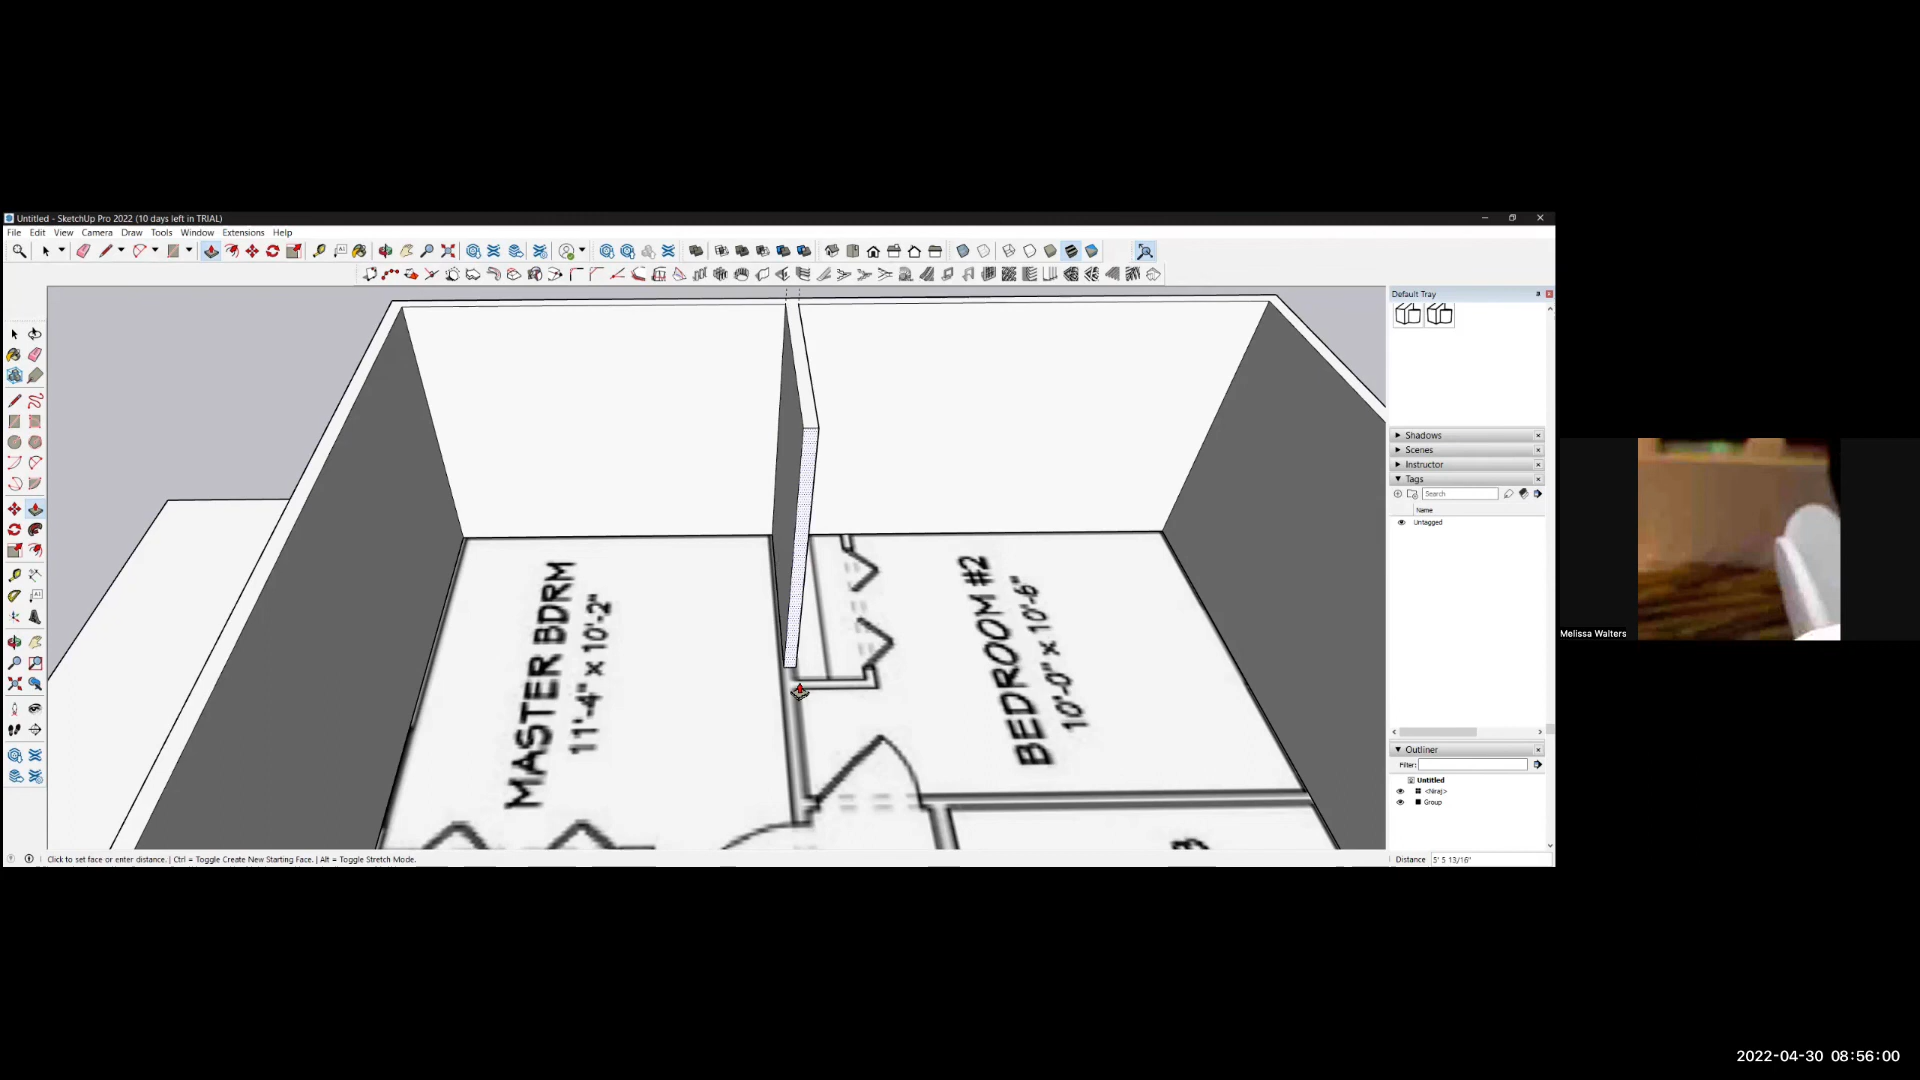 Untitled - SketchUp Pro 2022 (10 days left in TRIAL)
File Edit View Camera Draw Tools Window Extensions Help
Default Tray
Shadows
Scenes
Instructor
Tags
Search
Name
Untagged
MASTER BDRM
11'-4" x 10'-2"
BEDROOM #2
10'-0" x 10'-6"
Melissa Walters
Outliner
Filter:
Untitled
<Niraj>
Group
Click to set face or enter distance. | Ctrl = Toggle Create New Starting Face. | Alt = Toggle Stretch Mode.
Distance 5' 5 13/16"
2022-04-30 08:56:00